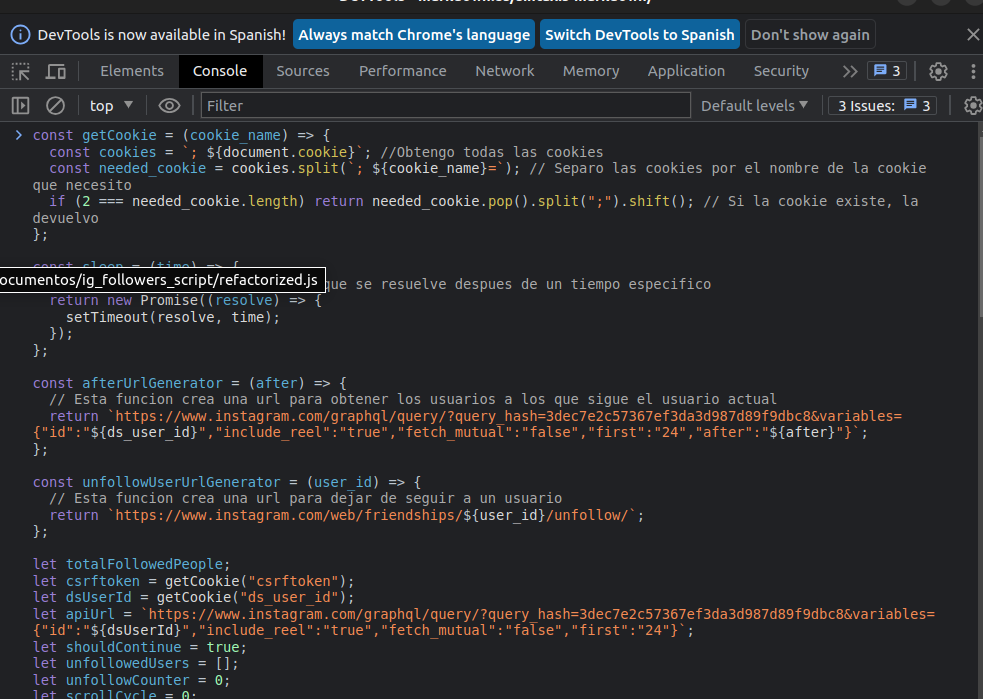 DevTools is now available in Spanish! Always match Chrome's language Switch DevTools to Spanish Don't show again
Elements Console Sources Performance Network Memory Application Security 3
top Filter Default levels 3 Issues: 3
const getCookie = (cookie_name) => {
const cookies = `; ${document.cookie}`; //Obtengo todas las cookies
const needed_cookie = cookies.split(`; ${cookie_name}=`); // Separo las cookies por el nombre de la cookie
que necesito
if (2 === needed_cookie.length) return needed_cookie.pop().split(";").shift(); // Si la cookie existe, la
devuelvo
};
const sleep = (time) => {
ocumentos/ig_followers_script/refactorized.js
que se resuelve despues de un tiempo especifico
return new Promise((resolve) => {
setTimeout(resolve, time);
});
};
const afterUrlGenerator = (after) => {
// Esta funcion crea una url para obtener los usuarios a los que sigue el usuario actual
return `https://www.instagram.com/graphql/query/?query_hash=3dec7e2c57367ef3da3d987d89f9dbc8&variables=
{"id":"${ds_user_id}","include_reel":"true","fetch_mutual":"false","first":"24","after":"${after}"}`;
};
const unfollowUserUrlGenerator = (user_id) => {
// Esta funcion crea una url para dejar de seguir a un usuario
return `https://www.instagram.com/web/friendships/${user_id}/unfollow/`;
};
let totalFollowedPeople;
let csrftoken = getCookie("csrftoken");
let dsUserId = getCookie("ds_user_id");
let apiUrl = `https://www.instagram.com/graphql/query/?query_hash=3dec7e2c57367ef3da3d987d89f9dbc8&variables=
{"id":"${dsUserId}","include_reel":"true","fetch_mutual":"false","first":"24"}`;
let shouldContinue = true;
let unfollowedUsers = [];
let unfollowCounter = 0;
let scrollCycle = 0;